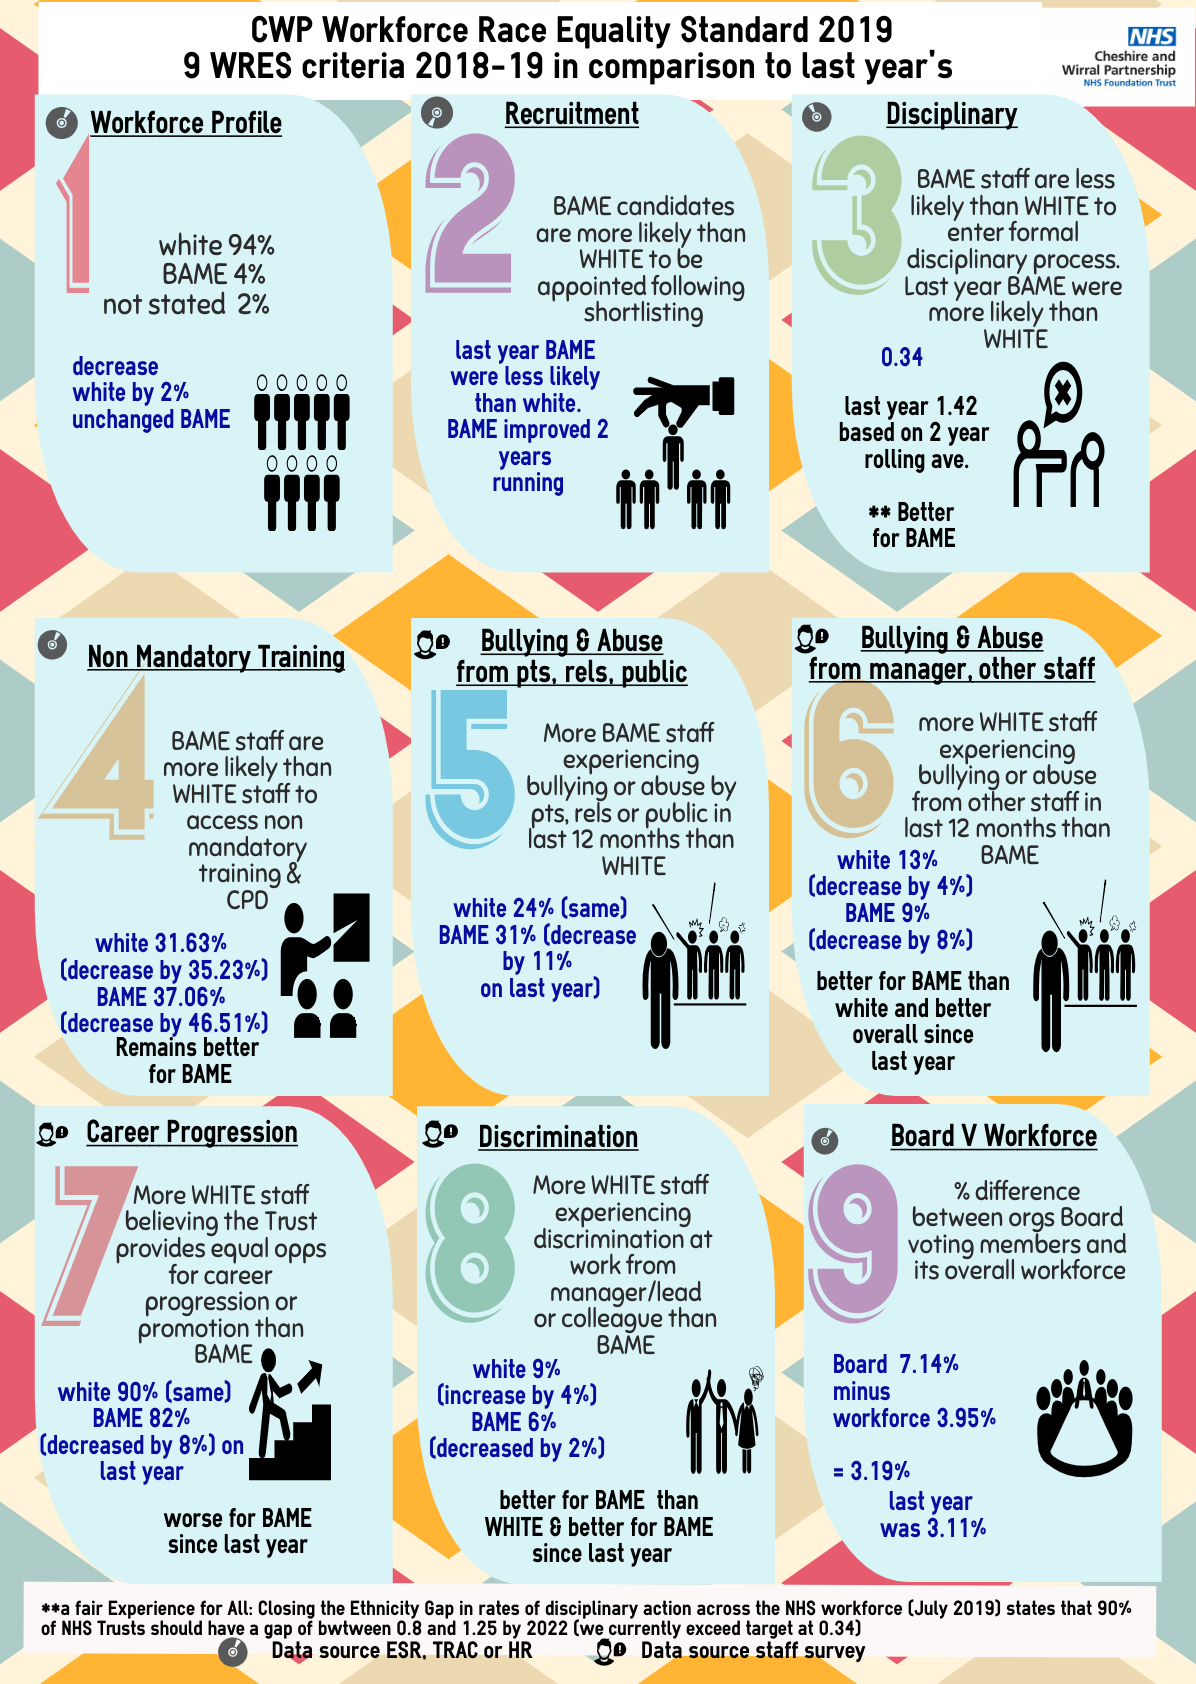 CWP Workforce Race Equality Standard 2019
9 WRES criteria 2018-19 in comparison to last year's
NHS
Cheshire and
Wirral Partnership
NHS Foundation Trust
Workforce Profile
1
white 94%
BAME 4%
not stated 2%
decrease
white by 2%
unchanged BAME
Recruitment
2
BAME candidates
are more likely than
WHITE to be
appointed following
shortlisting
last year BAME
were less likely
than white.
BAME improved 2
years
running
Disciplinary
3
BAME staff are less
likely than WHITE to
enter formal
disciplinary process.
Last year BAME were
more likely than
WHITE
0.34
last year 1.42
based on 2 year
rolling ave.
** Better
for BAME
Non Mandatory Training
4
BAME staff are
more likely than
WHITE staff to
access non
mandatory
training &
CPD
white 31.63%
(decrease by 35.23%)
BAME 37.06%
(decrease by 46.51%)
Remains better
for BAME
Bullying & Abuse
from pts, rels, public
5
More BAME staff
experiencing
bullying or abuse by
pts, rels or public in
last 12 months than
WHITE
white 24% (same)
BAME 31% (decrease
by 11%
on last year)
Bullying & Abuse
from manager, other staff
6
more WHITE staff
experiencing
bullying or abuse
from other staff in
last 12 months than
BAME
white 13%
(decrease by 4%)
BAME 9%
(decrease by 8%)
better for BAME than
white and better
overall since
last year
Career Progression
7
More WHITE staff
believing the Trust
provides equal opps
for career
progression or
promotion than
BAME
white 90% (same)
BAME 82%
(decreased by 8%) on
last year
worse for BAME
since last year
Discrimination
8
More WHITE staff
experiencing
discrimination at
work from
manager/lead
or colleague than
BAME
white 9%
(increase by 4%)
BAME 6%
(decreased by 2%)
better for BAME than
WHITE & better for BAME
since last year
Board V Workforce
9
% difference
between orgs Board
voting members and
its overall workforce
Board 7.14%
minus
workforce 3.95%
= 3.19%
last year
was 3.11%
**a fair Experience for All: Closing the Ethnicity Gap in rates of disciplinary action across the NHS workforce (July 2019) states that 90%
of NHS Trusts should have a gap of bwtween 0.8 and 1.25 by 2022 (we currently exceed target at 0.34)
Data source ESR, TRAC or HR
Data source staff survey